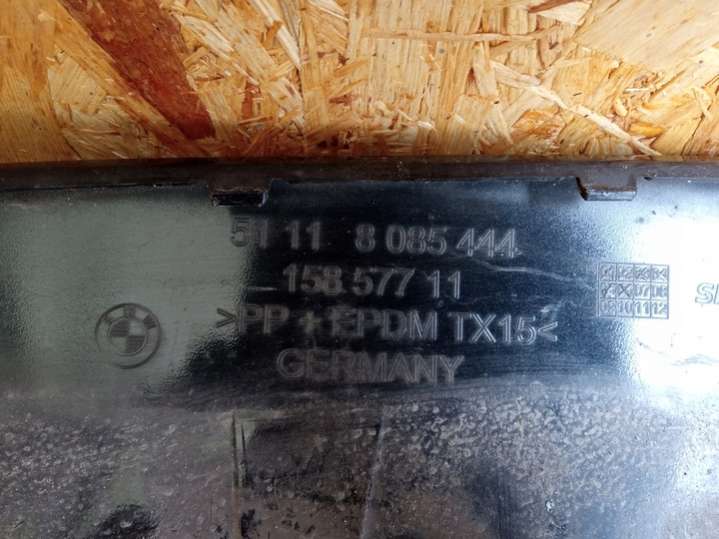 51 11 8 085 444
158 577 11
>PP + EPDM TX15<
GERMANY